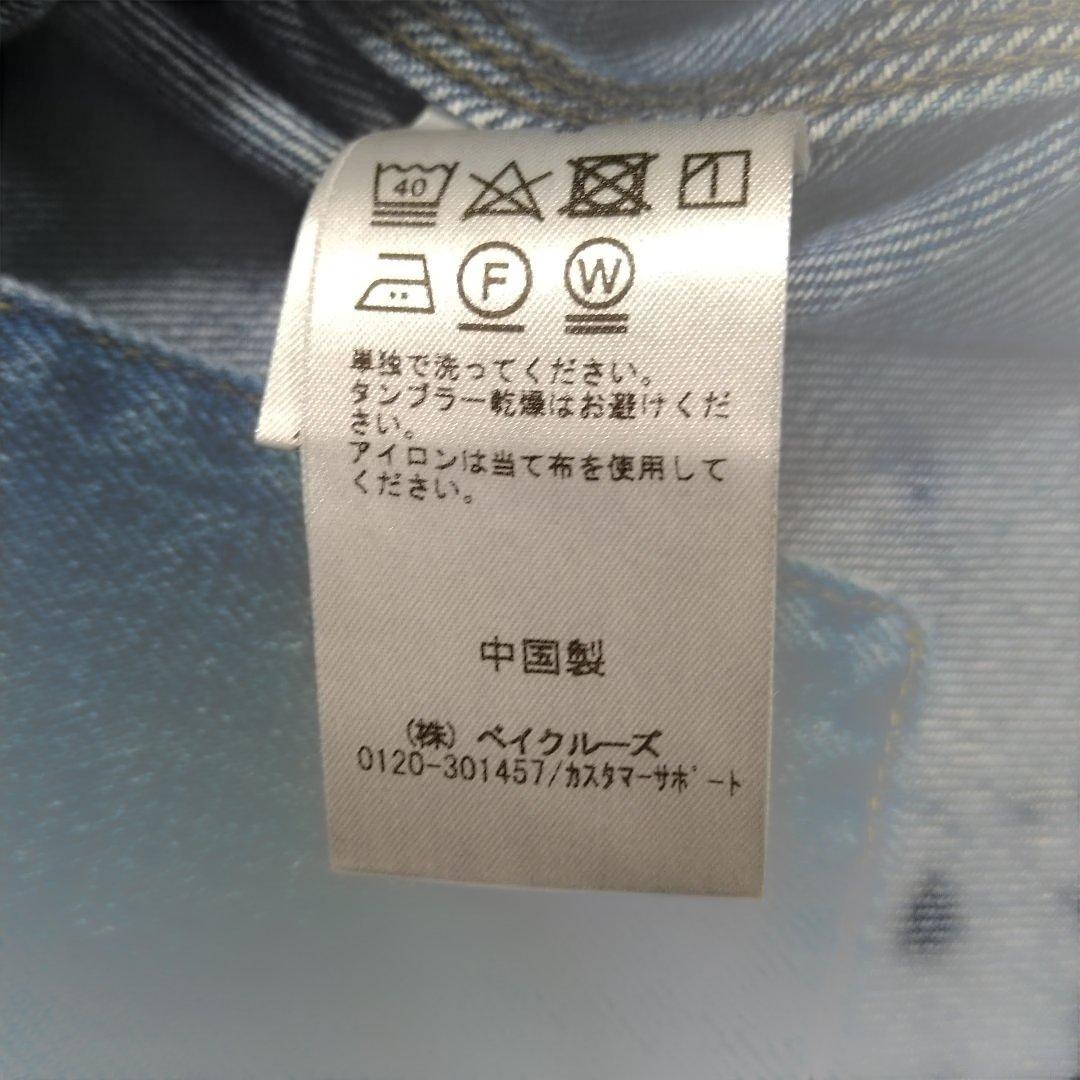 40
F
W
単独で洗ってください。
タンブラー乾燥はお避けくだ
さい。
アイロンは当て布を使用して
ください。
中国製
(株) ベイクルーズ
0120-301457/カスタマーサポート